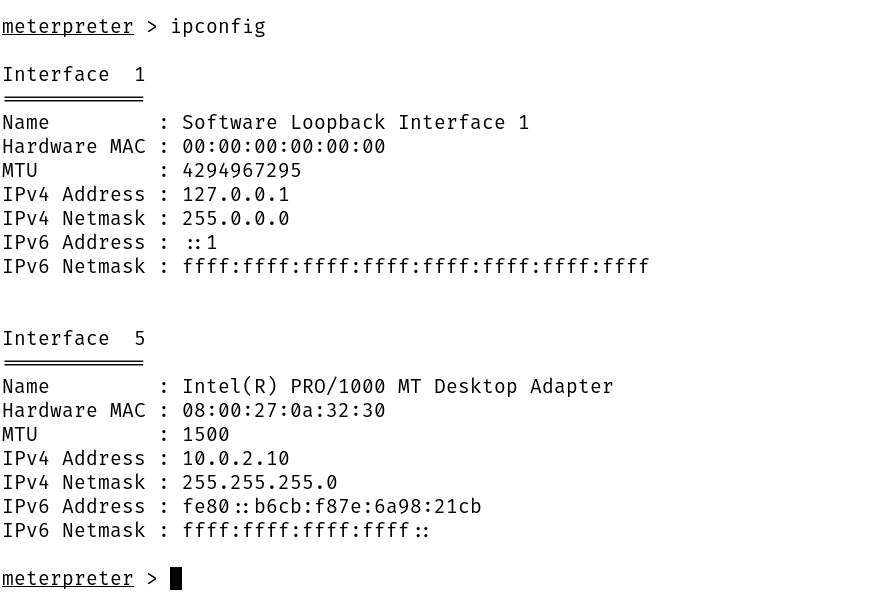 meterpreter > ipconfig
Interface  1
============
Name         : Software Loopback Interface 1
Hardware MAC : 00:00:00:00:00:00
MTU          : 4294967295
IPv4 Address : 127.0.0.1
IPv4 Netmask : 255.0.0.0
IPv6 Address : ::1
IPv6 Netmask : ffff:ffff:ffff:ffff:ffff:ffff:ffff:ffff
Interface  5
============
Name         : Intel(R) PRO/1000 MT Desktop Adapter
Hardware MAC : 08:00:27:0a:32:30
MTU          : 1500
IPv4 Address : 10.0.2.10
IPv4 Netmask : 255.255.255.0
IPv6 Address : fe80::b6cb:f87e:6a98:21cb
IPv6 Netmask : ffff:ffff:ffff:ffff::
meterpreter >